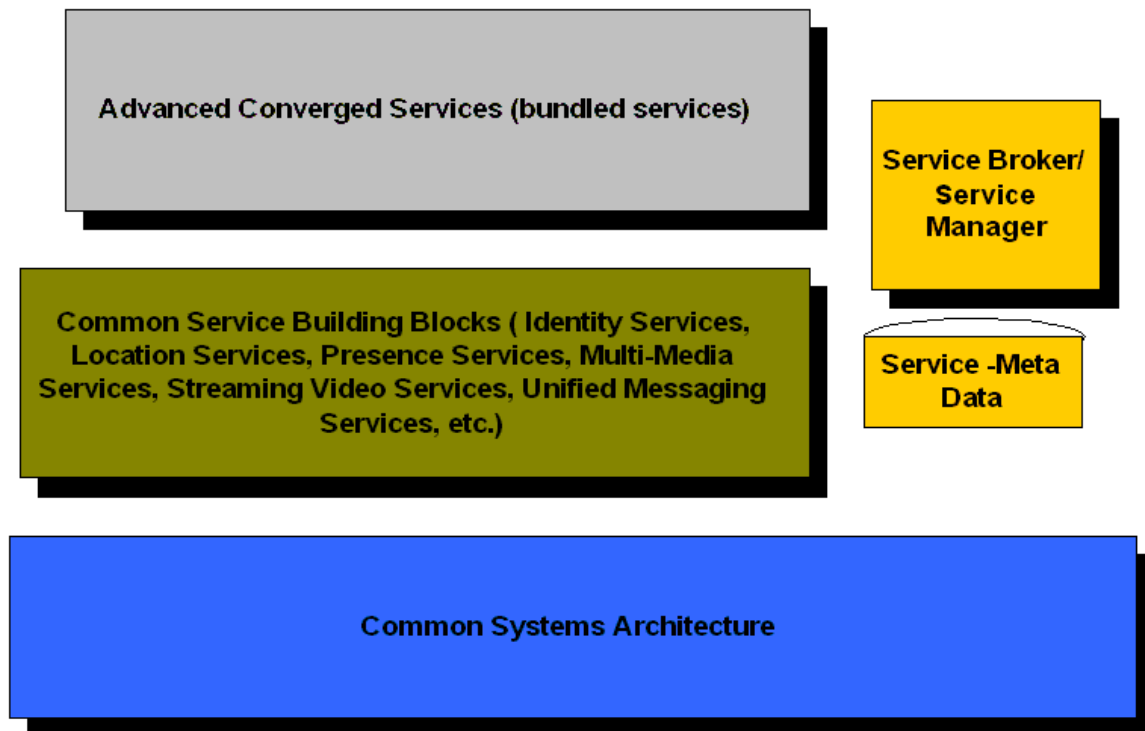 Advanced Converged Services (bundled services)
Service Broker/
Service
Manager
Common Service Building Blocks ( Identity Services,
Location Services, Presence Services, Multi-Media
Services, Streaming Video Services, Unified Messaging
Services, etc.)
Service -Meta
Data
Common Systems Architecture